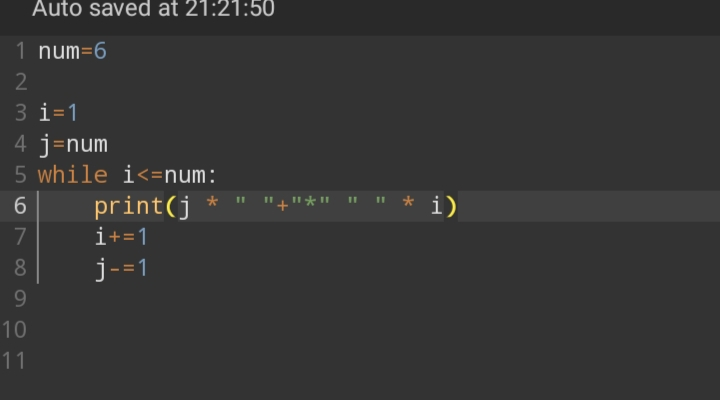 Auto saved at 21:21:50
1 num=6
2
3 i=1
4 j=num
5 while i<=num:
6     print(j * " "+"*" " " * i)
7     i+=1
8     j-=1
9
10
11